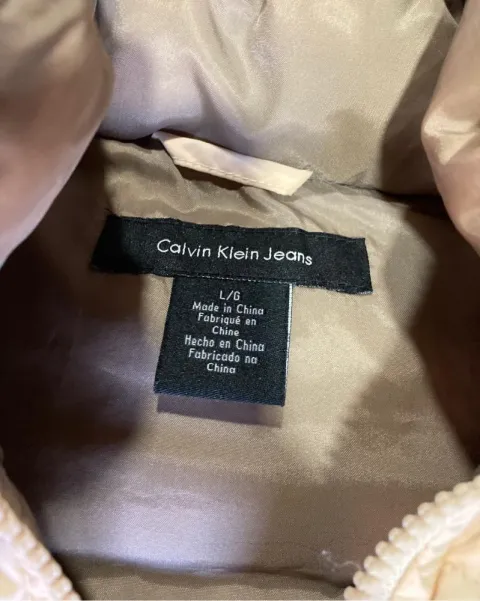 Calvin Klein Jeans
L/G
Made in China
Fabriqué en
Chine
Hecho en China
Fabricado na
China